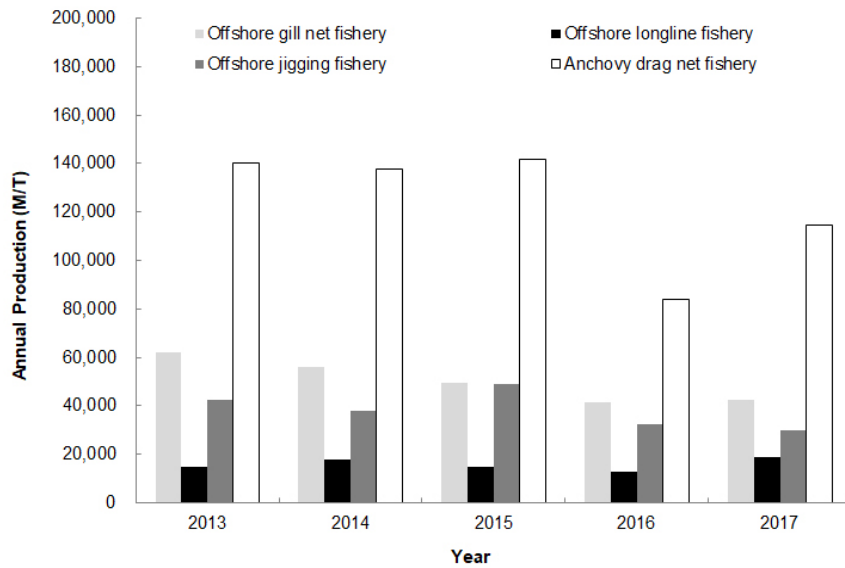 200,000
180,000
160,000
140,000
120,000
100,000
80,000
60,000
40,000
20,000
0
Annual Production (M/T)
Offshore gill net fishery
Offshore longline fishery
Offshore jigging fishery
Anchovy drag net fishery
2013
2014
2015
2016
2017
Year